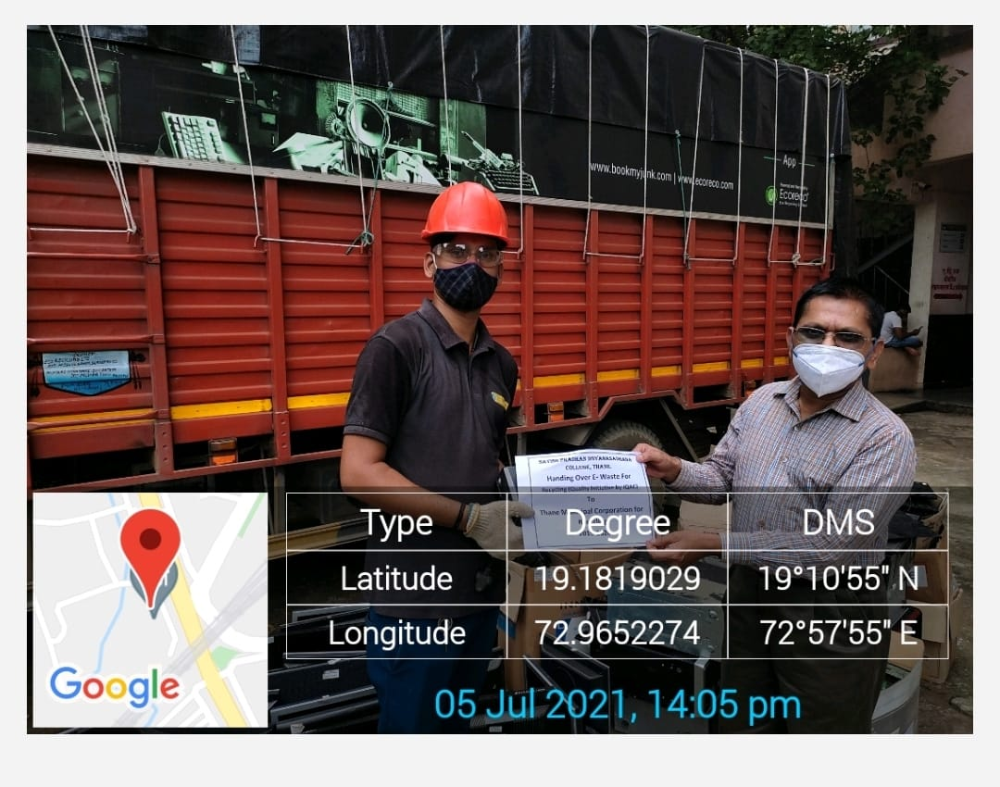 www.bookmyjunk.com | www.ecoreco.com
App
Ecoreco
SATISH PRADHAN DNYANASADHANA
COLLEGE, THANE
Handing Over E- Waste For
Recycling (Quality Initiative by IQAC)
To
Thane Municipal Corporation for
Type Degree DMS
Latitude 19.1819029 19°10'55" N
Longitude 72.9652274 72°57'55" E
Google
05 Jul 2021, 14:05 pm